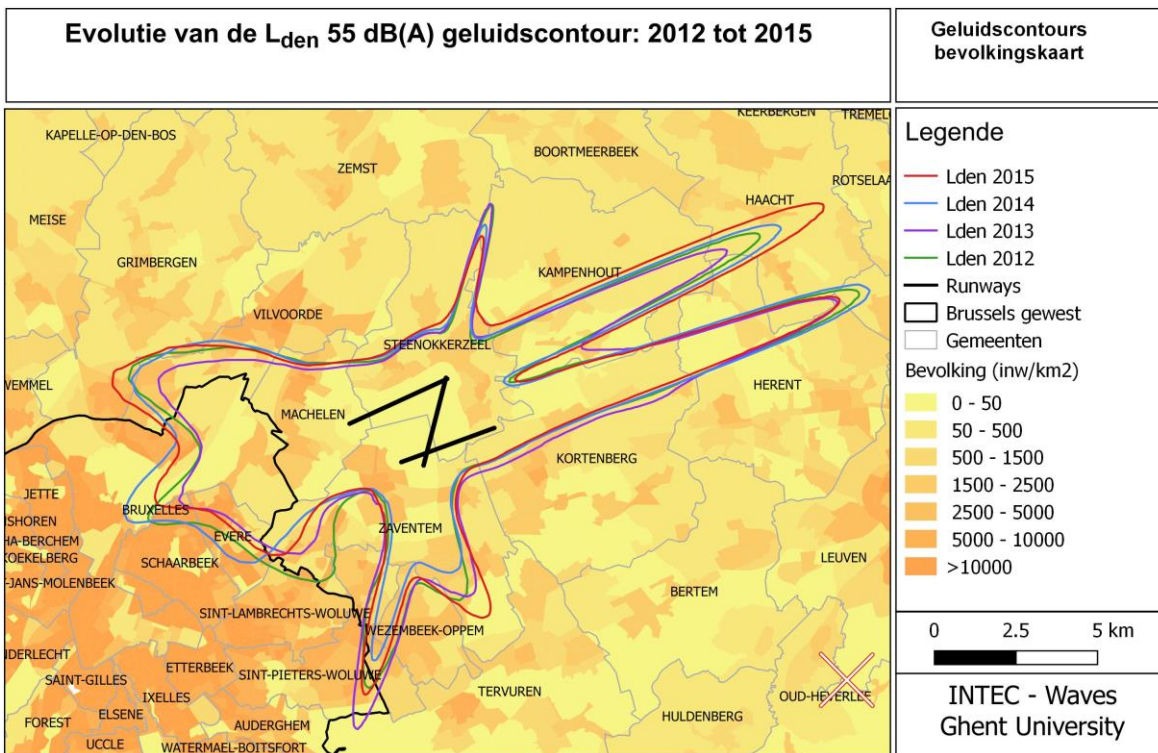 Evolutie van de Lden 55 dB(A) geluidscontour: 2012 tot 2015
Geluidscontours
bevolkingskaart
KAPELLE-OP-DEN-BOS
ZEMST
BOORTMEERBEEK
KEERBERGEN
TREMELO
ROTSELAA
MEISE
HAACHT
GRIMBERGEN
KAMPENHOUT
VILVOORDE
STEENOKKERZEEL
WEMMEL
MACHELEN
HERENT
KORTENBERG
JETTE
BRUXELLES
SHOREN
EVERE
ZAVENTEM
HA-BERCHEM
KOEKELBERG
SCHAARBEEK
LEUVEN
T-JANS-MOLENBEEK
BERTEM
SINT-LAMBRECHTS-WOLUWE
WEZEMBEEK-OPPEM
NDERLECHT
ETTERBEEK
SINT-PIETERS-WOLUWE
SAINT-GILLES
IXELLES
TERVUREN
OUD-HEVERLEE
ELSENE
FOREST
AUDERGHEM
HULDENBERG
UCCLE
WATERMAEL-BOITSFORT
Legende
Lden 2015
Lden 2014
Lden 2013
Lden 2012
Runways
Brussels gewest
Gemeenten
Bevolking (inw/km2)
0 - 50
50 - 500
500 - 1500
1500 - 2500
2500 - 5000
5000 - 10000
>10000
0 2.5 5 km
INTEC - Waves
Ghent University